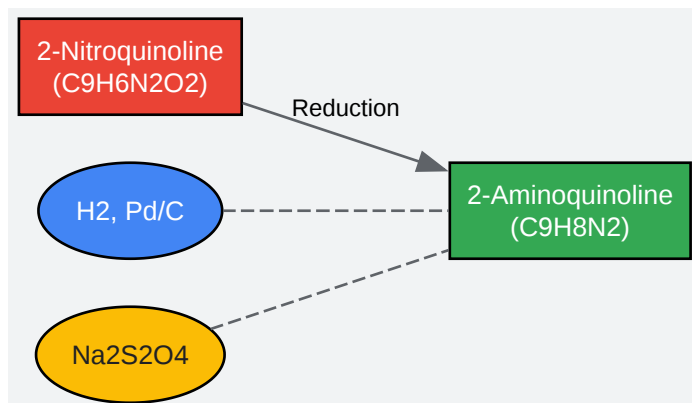 2-Nitroquinoline
(C9H6N2O2)
Reduction
2-Aminoquinoline
(C9H8N2)
H2, Pd/C
Na2S2O4